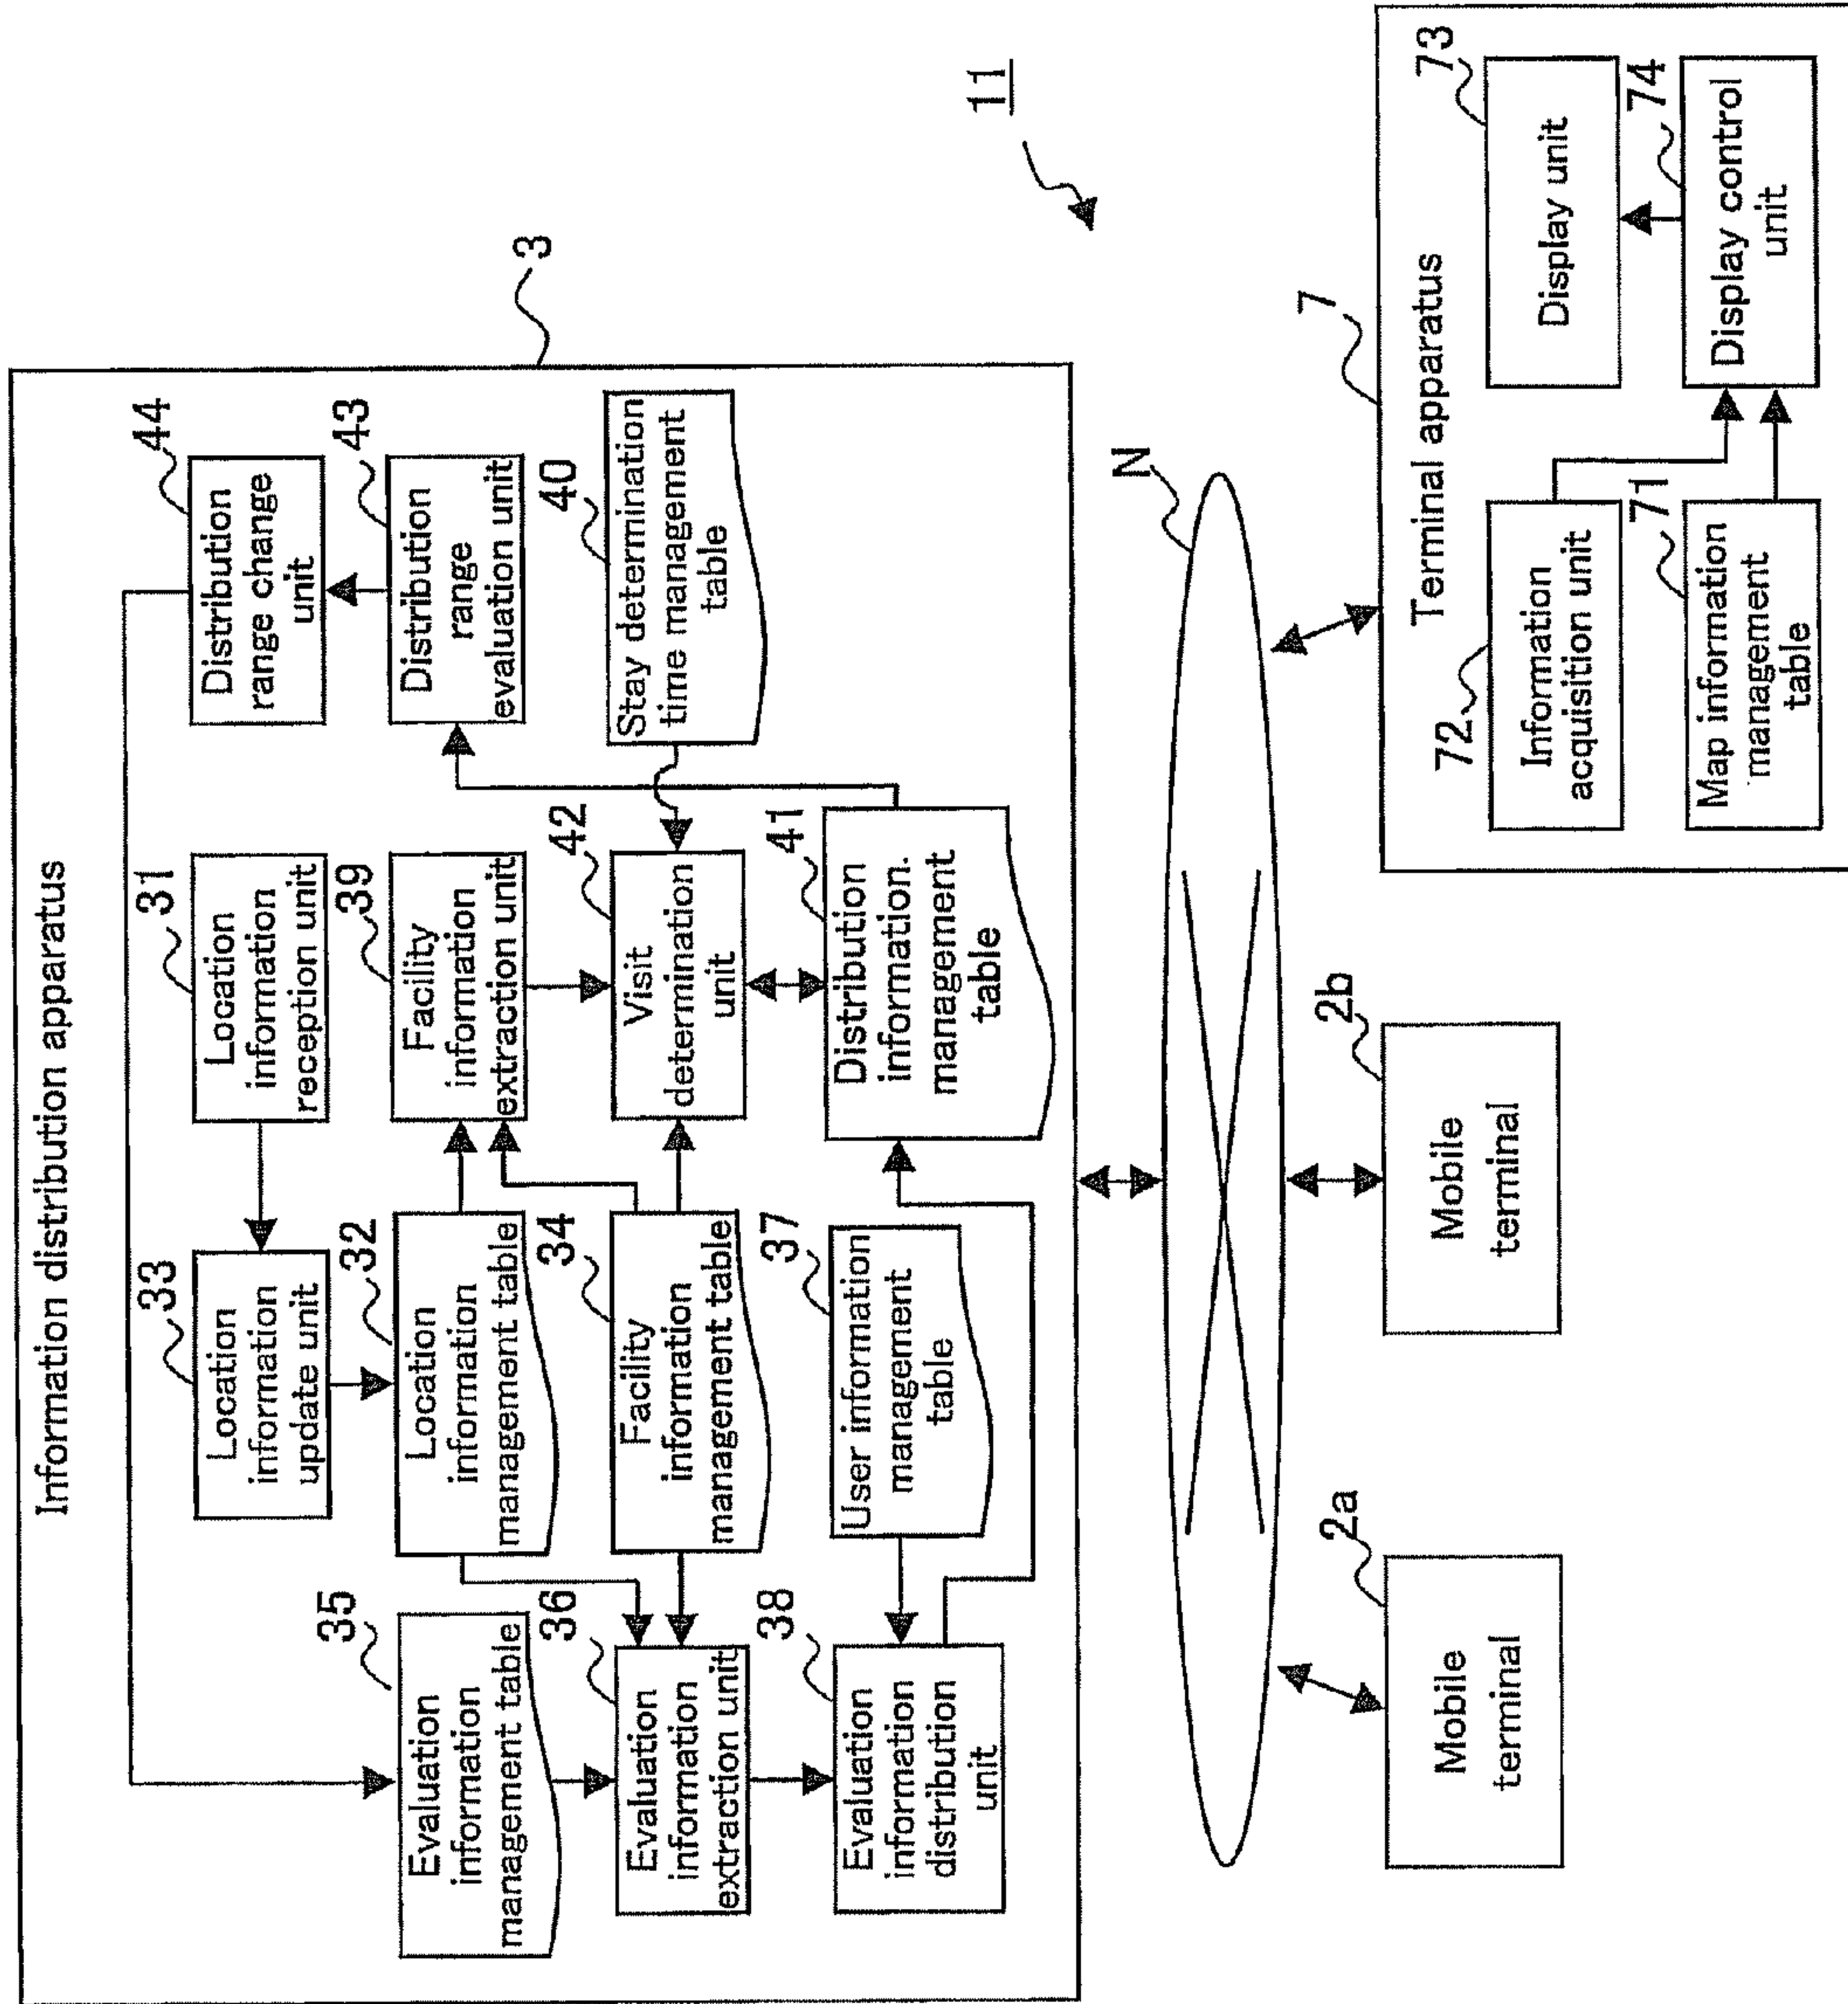 Information distribution apparatus
3
11
35
Evaluation
information
management table
36
Evaluation
information
extraction unit
38
Evaluation
information
distribution
unit
33
Location
information
update unit
32
Location
information
management table
34
Facility
information
management table
37
User information
management
table
31
Location
information
reception unit
39
Facility
information
extraction unit
42
Visit
determination
unit
41
Distribution
information.
management
table
44
Distribution
range change
unit
43
Distribution
range
evaluation unit
40
Stay determination
time management
table
N
2a
Mobile
terminal
2b
Mobile
terminal
7
Terminal apparatus
72
Information
acquisition unit
71
Map information
management
table
73
Display unit
74
Display control
unit